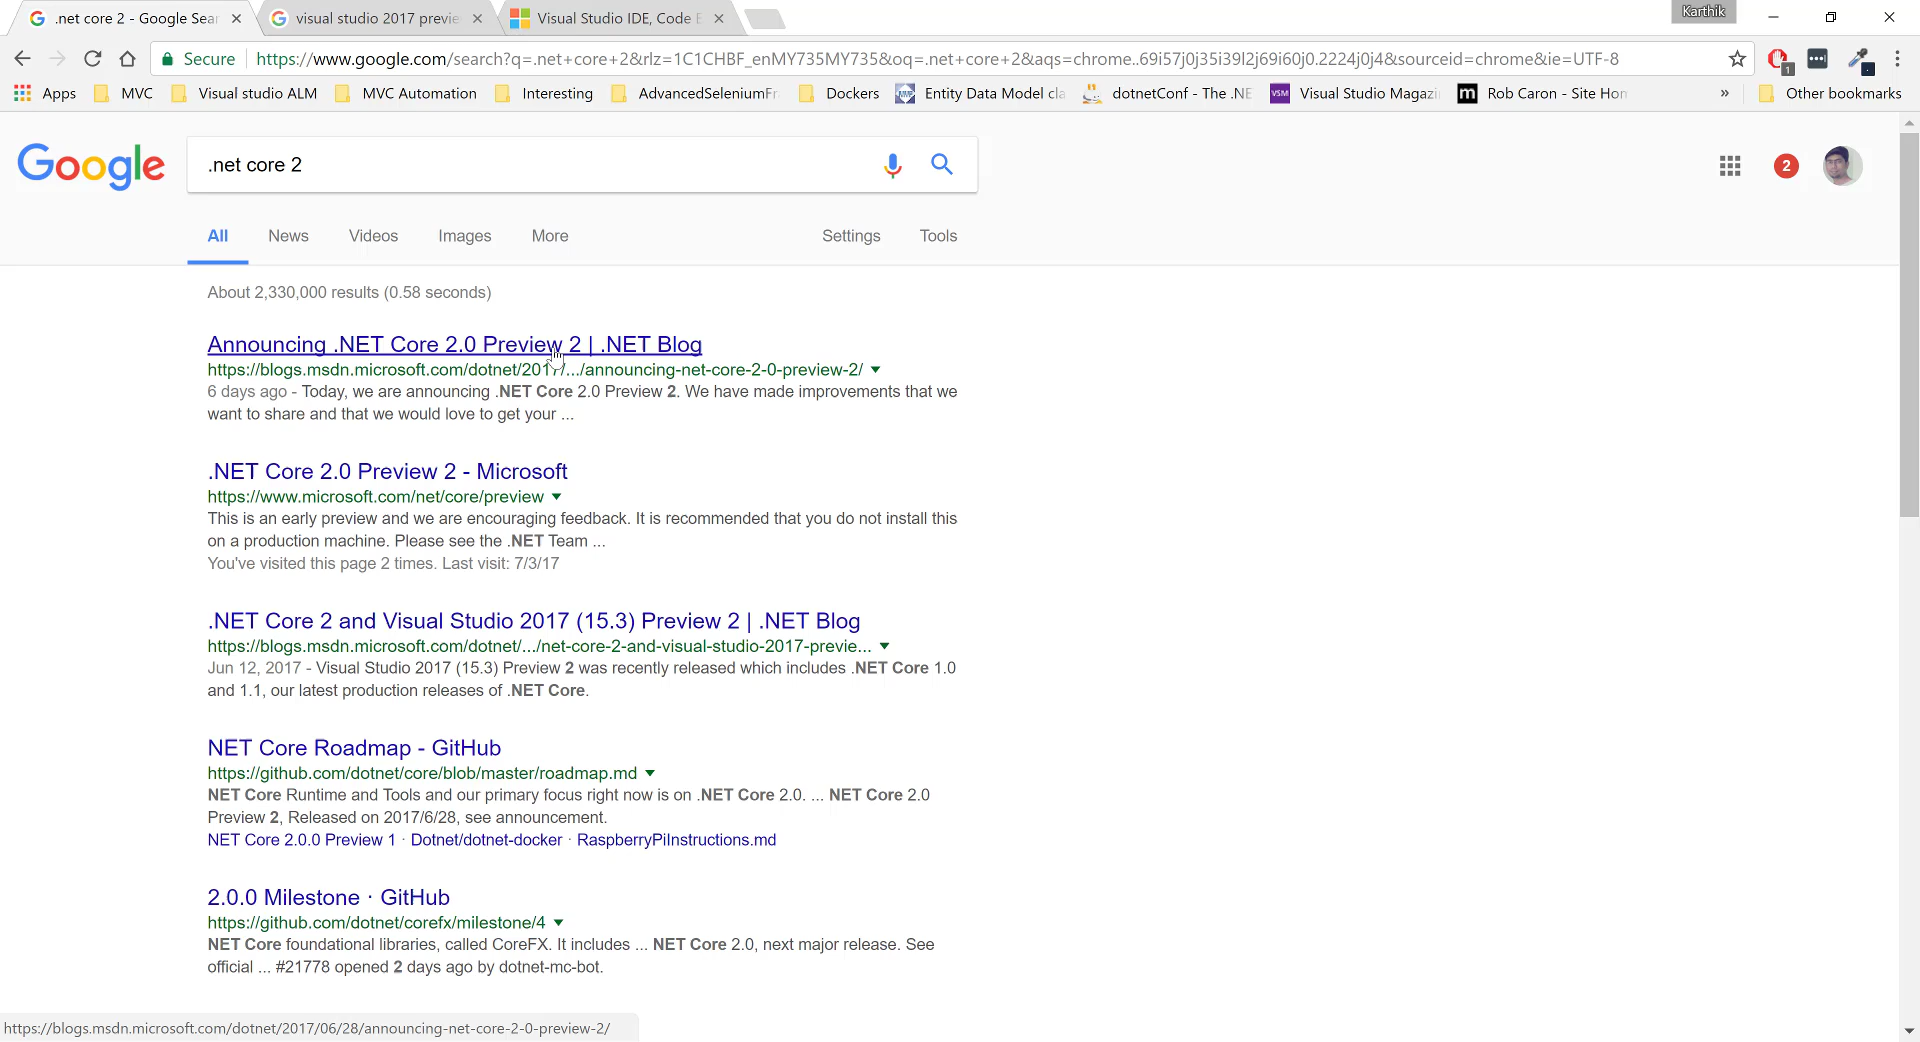 .net core 2 - Google Sear
visual studio 2017 previe
Visual Studio IDE, Code E
Karthik
Secure
https://www.google.com/search?q=.net+core+2&rlz=1C1CHBF_enMY735MY735&oq=.net+core+2&aqs=chrome..69i57j0j35i39l2j69i60j0.2224j0j4&sourceid=chrome&ie=UTF-8
1
Apps
MVC
Visual studio ALM
MVC Automation
Interesting
AdvancedSeleniumFr
Dockers
Entity Data Model cla
dotnetConf - The .NE
VSM
Visual Studio Magazi
m
Rob Caron - Site Hom
»
Other bookmarks
Google
.net core 2
2
All
News
Videos
Images
More
Settings
Tools
About 2,330,000 results (0.58 seconds)
Announcing .NET Core 2.0 Preview 2 | .NET Blog
https://blogs.msdn.microsoft.com/dotnet/2017/.../announcing-net-core-2-0-preview-2/
6 days ago - Today, we are announcing .NET Core 2.0 Preview 2. We have made improvements that we
want to share and that we would love to get your ...
.NET Core 2.0 Preview 2 - Microsoft
https://www.microsoft.com/net/core/preview
This is an early preview and we are encouraging feedback. It is recommended that you do not install this
on a production machine. Please see the .NET Team ...
You've visited this page 2 times. Last visit: 7/3/17
.NET Core 2 and Visual Studio 2017 (15.3) Preview 2 | .NET Blog
https://blogs.msdn.microsoft.com/dotnet/.../net-core-2-and-visual-studio-2017-previe...
Jun 12, 2017 - Visual Studio 2017 (15.3) Preview 2 was recently released which includes .NET Core 1.0
and 1.1, our latest production releases of .NET Core.
NET Core Roadmap - GitHub
https://github.com/dotnet/core/blob/master/roadmap.md
NET Core Runtime and Tools and our primary focus right now is on .NET Core 2.0. ... NET Core 2.0
Preview 2, Released on 2017/6/28, see announcement.
NET Core 2.0.0 Preview 1 · Dotnet/dotnet-docker · RaspberryPiInstructions.md
2.0.0 Milestone · GitHub
https://github.com/dotnet/corefx/milestone/4
NET Core foundational libraries, called CoreFX. It includes ... NET Core 2.0, next major release. See
official ... #21778 opened 2 days ago by dotnet-mc-bot.
https://blogs.msdn.microsoft.com/dotnet/2017/06/28/announcing-net-core-2-0-preview-2/